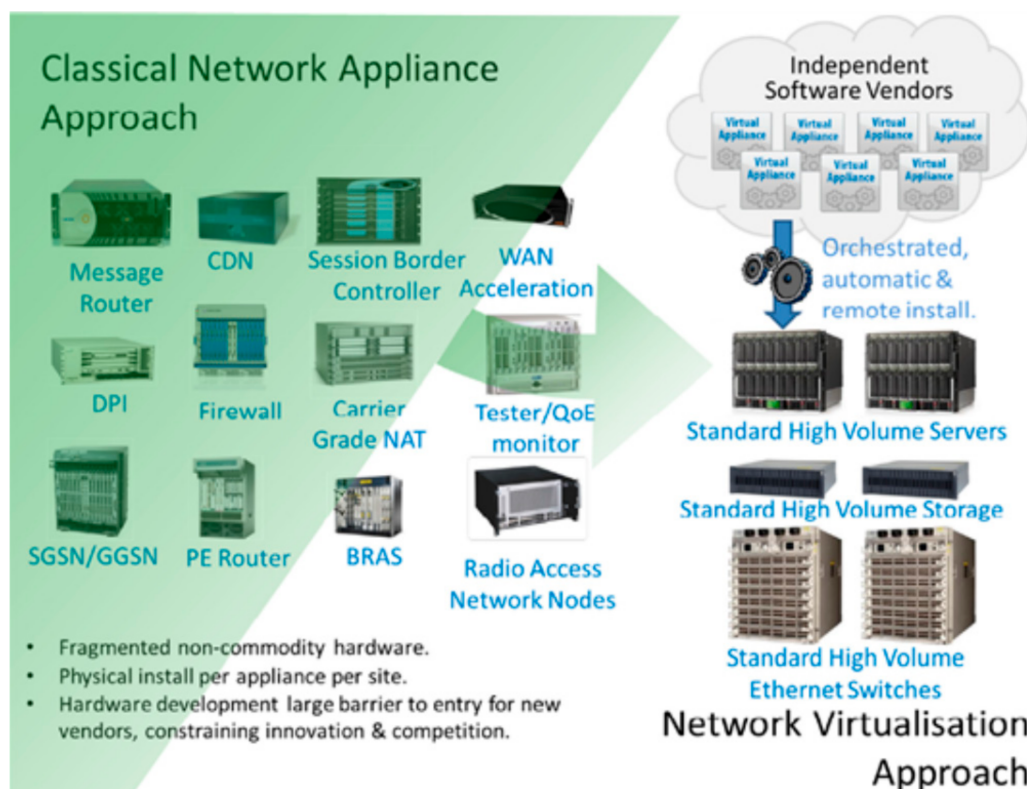 Classical Network Appliance
Approach
Message
Router
CDN
Session Border
Controller
WAN
Acceleration
DPI
Firewall
Carrier
Grade NAT
Tester/QoE
monitor
SGSN/GGSN
PE Router
BRAS
Radio Access
Network Nodes
• Fragmented non-commodity hardware.
• Physical install per appliance per site.
• Hardware development large barrier to entry for new
vendors, constraining innovation & competition.
Independent
Software Vendors
Virtual
Appliance
Virtual
Appliance
Virtual
Appliance
Virtual
Appliance
Virtual
Appliance
Virtual
Appliance
Virtual
Appliance
Orchestrated,
automatic &
remote install.
Standard High Volume Servers
Standard High Volume Storage
Standard High Volume
Ethernet Switches
Network Virtualisation
Approach